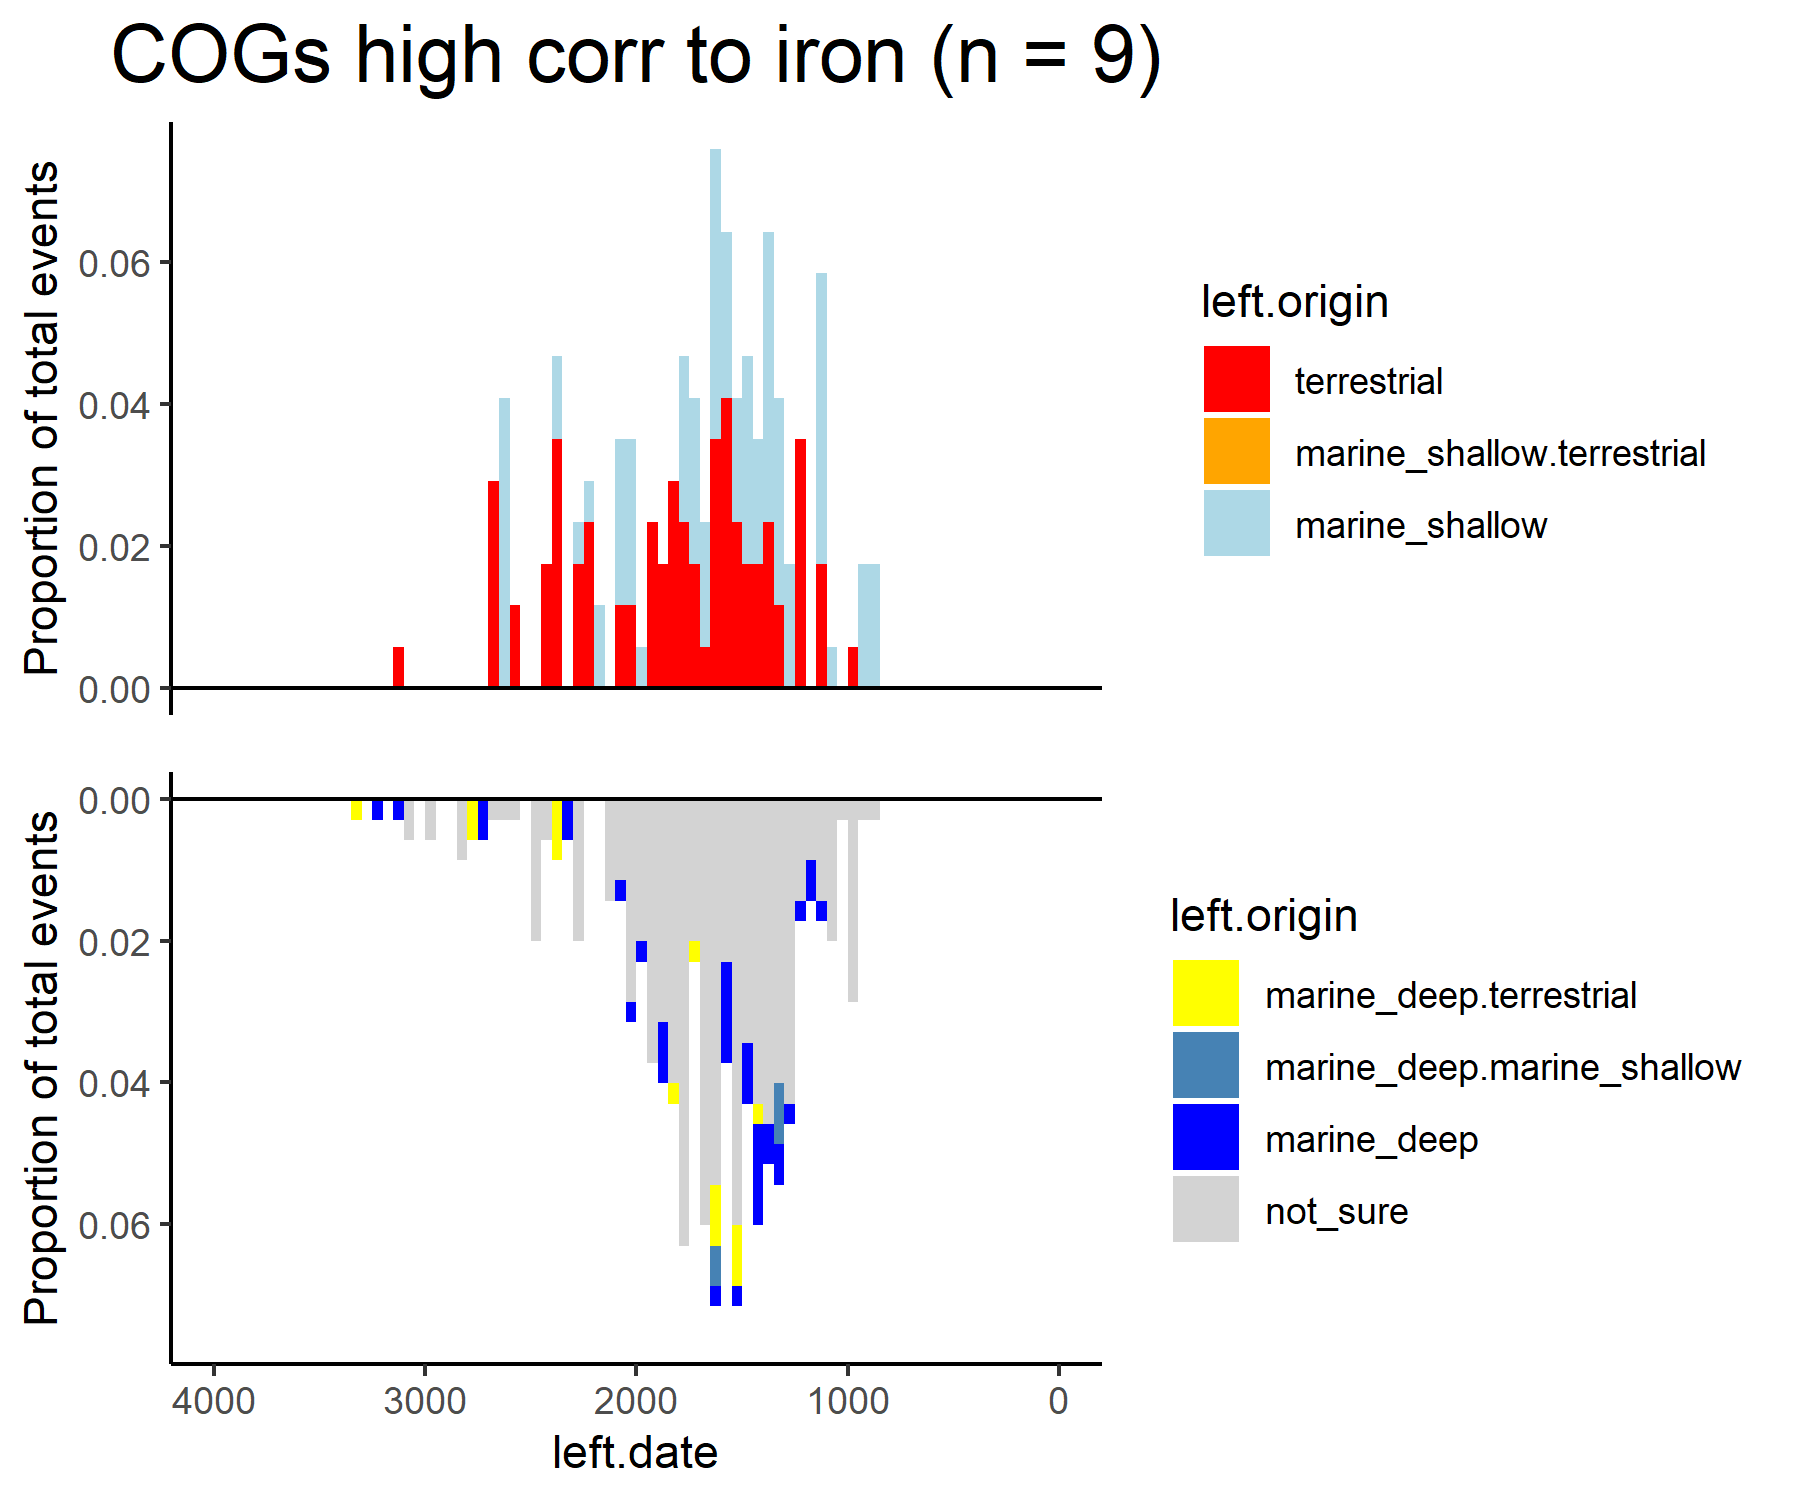 COGs high corr to iron (n = 9)
Proportion of total events
0.06
0.04
0.02
0.00
left.origin
terrestrial
marine_shallow.terrestrial
marine_shallow
Proportion of total events
0.00
0.02
0.04
0.06
4000 3000 2000 1000 0
left.date
left.origin
marine_deep.terrestrial
marine_deep.marine_shallow
marine_deep
not_sure